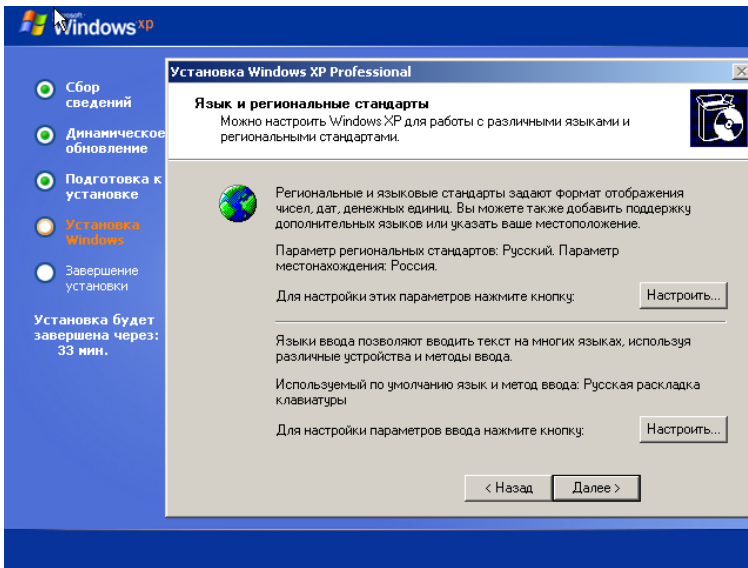 Windows xp
Сбор
сведений
Динамическое
обновление
Подготовка к
установке
Установка
Windows
Завершение
установки
Установка будет
завершена через:
33 мин.
Установка Windows XP Professional
Язык и региональные стандарты
Можно настроить Windows XP для работы с различными языками и
региональными стандартами.
Региональные и языковые стандарты задают формат отображения
чисел, дат, денежных единиц. Вы можете также добавить поддержку
дополнительных языков или указать ваше местоположение.
Параметр региональных стандартов: Русский. Параметр
местонахождения: Россия.
Для настройки этих параметров нажмите кнопку:
Настроить...
Языки ввода позволяют вводить текст на многих языках, используя
различные устройства и методы ввода.
Используемый по умолчанию язык и метод ввода: Русская раскладка
клавиатуры
Для настройки параметров ввода нажмите кнопку:
Настроить...
< Назад
Далее >